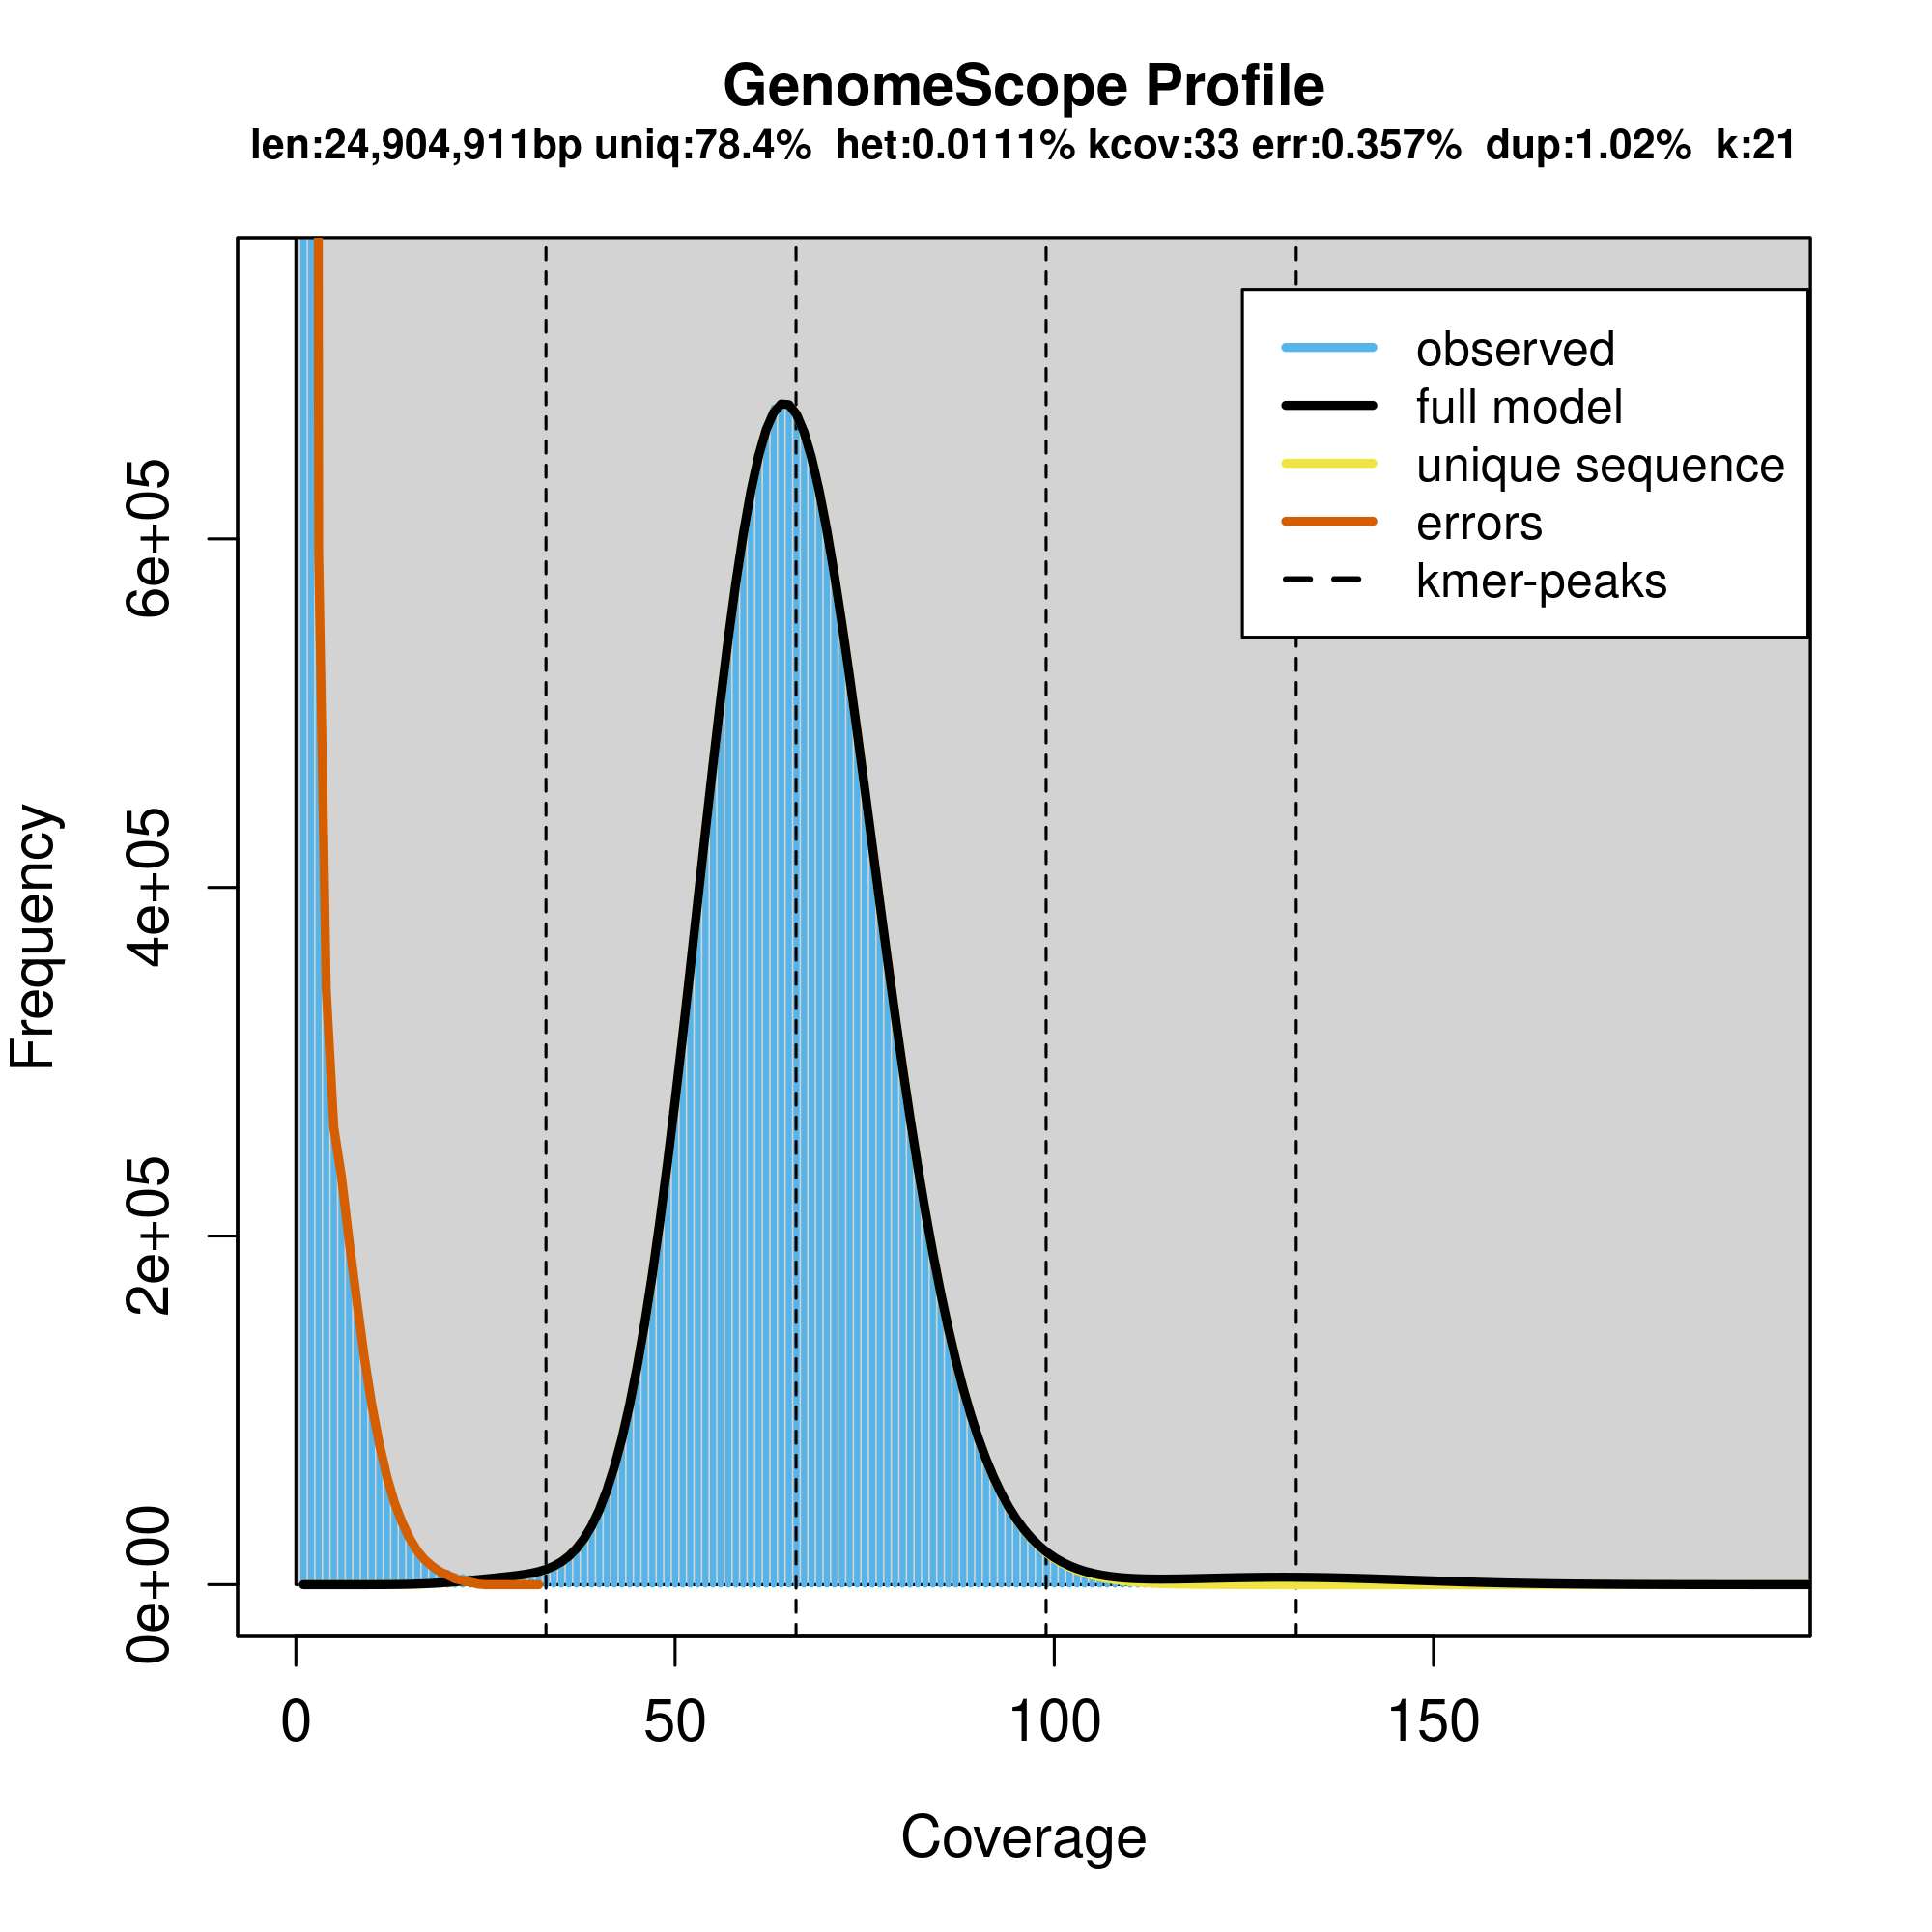 GenomeScope Profile
len:24,904,911bp uniq:78.4% het:0.0111% kcov:33 err:0.357% dup:1.02% k:21
observed
full model
unique sequence
errors
kmer-peaks
Frequency
6e+05
4e+05
2e+05
0e+00
0 50 100 150
Coverage